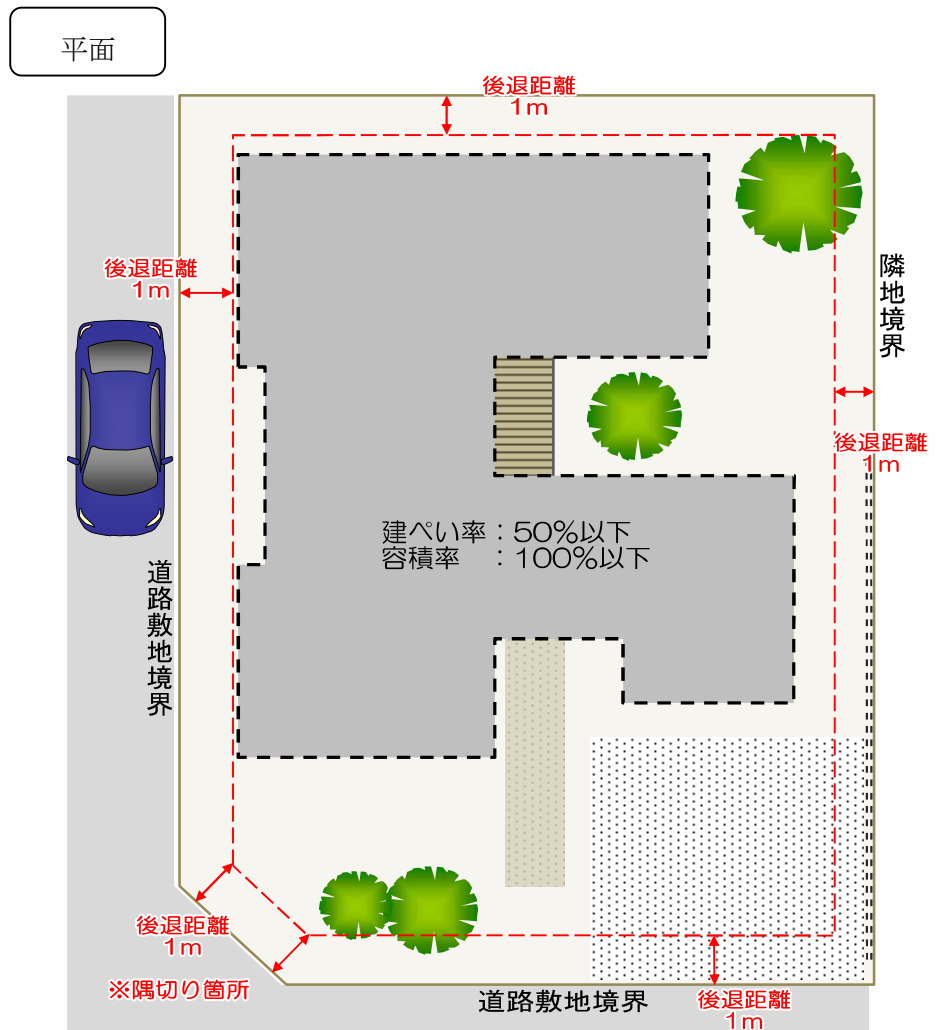 平面
後退距離
1m
隣地境界
後退距離
1m
後退距離
1m
建ぺい率：50％以下
容積率　：100％以下
道路敷地境界
後退距離
1m
※隅切り箇所
道路敷地境界
後退距離
1m